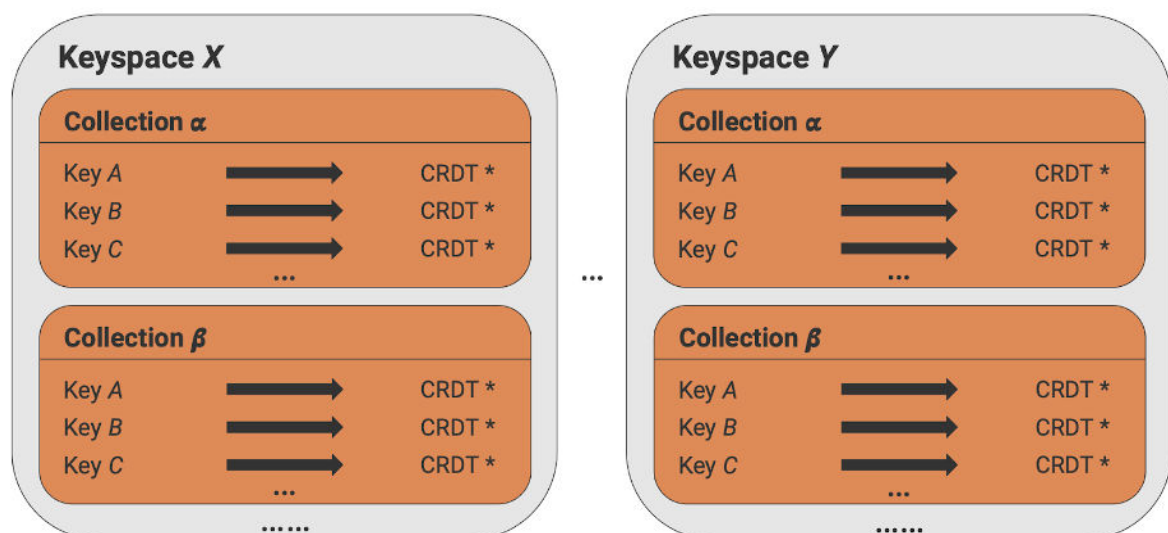 Keyspace X
Collection α
Key A CRDT *
Key B CRDT *
Key C CRDT *
...
Collection β
Key A CRDT *
Key B CRDT *
Key C CRDT *
...
......
...
Keyspace Y
Collection α
Key A CRDT *
Key B CRDT *
Key C CRDT *
...
Collection β
Key A CRDT *
Key B CRDT *
Key C CRDT *
...
......